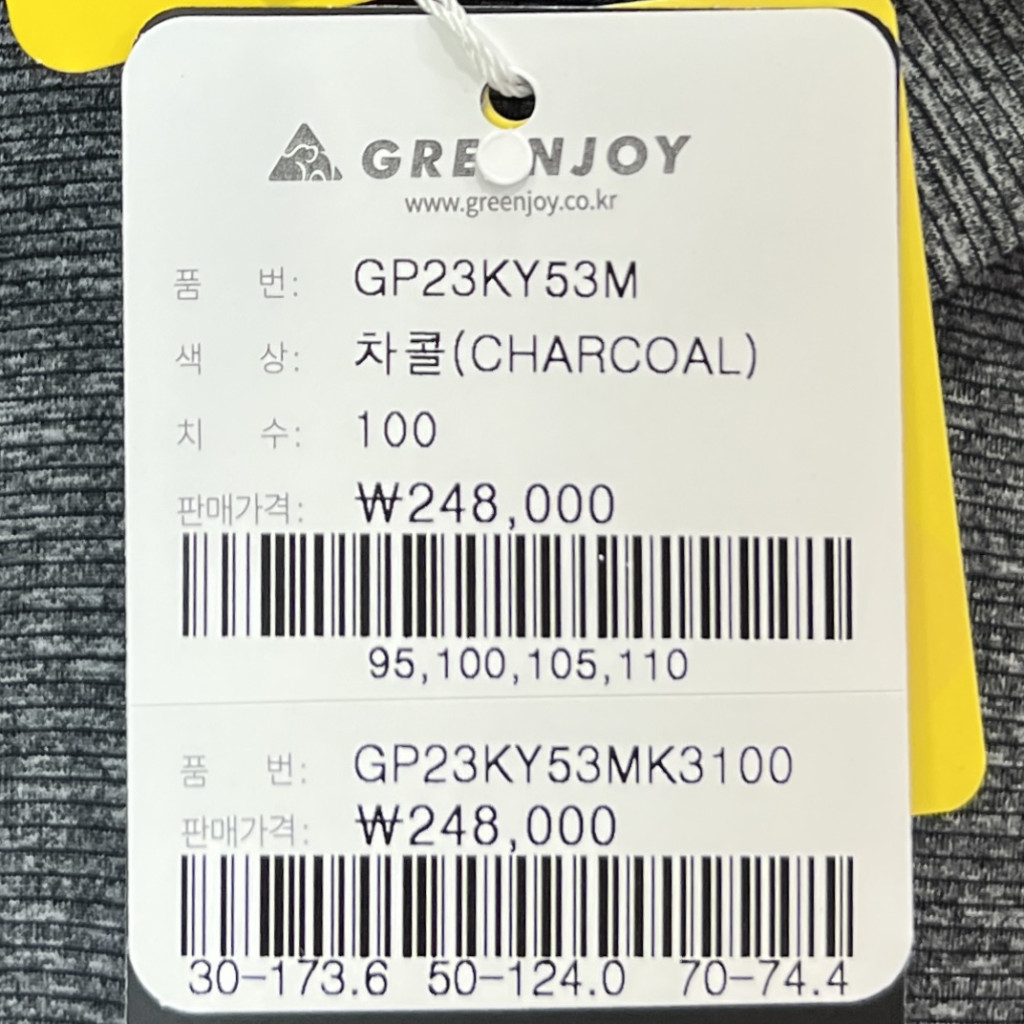 GREENJOY
www.greenjoy.co.kr
품 번: GP23KY53M
색 상: 차콜(CHARCOAL)
치 수: 100
판매가격: ₩248,000
95,100,105,110
품 번: GP23KY53MK3100
판매가격: ₩248,000
30-173.6 50-124.0 70-74.4